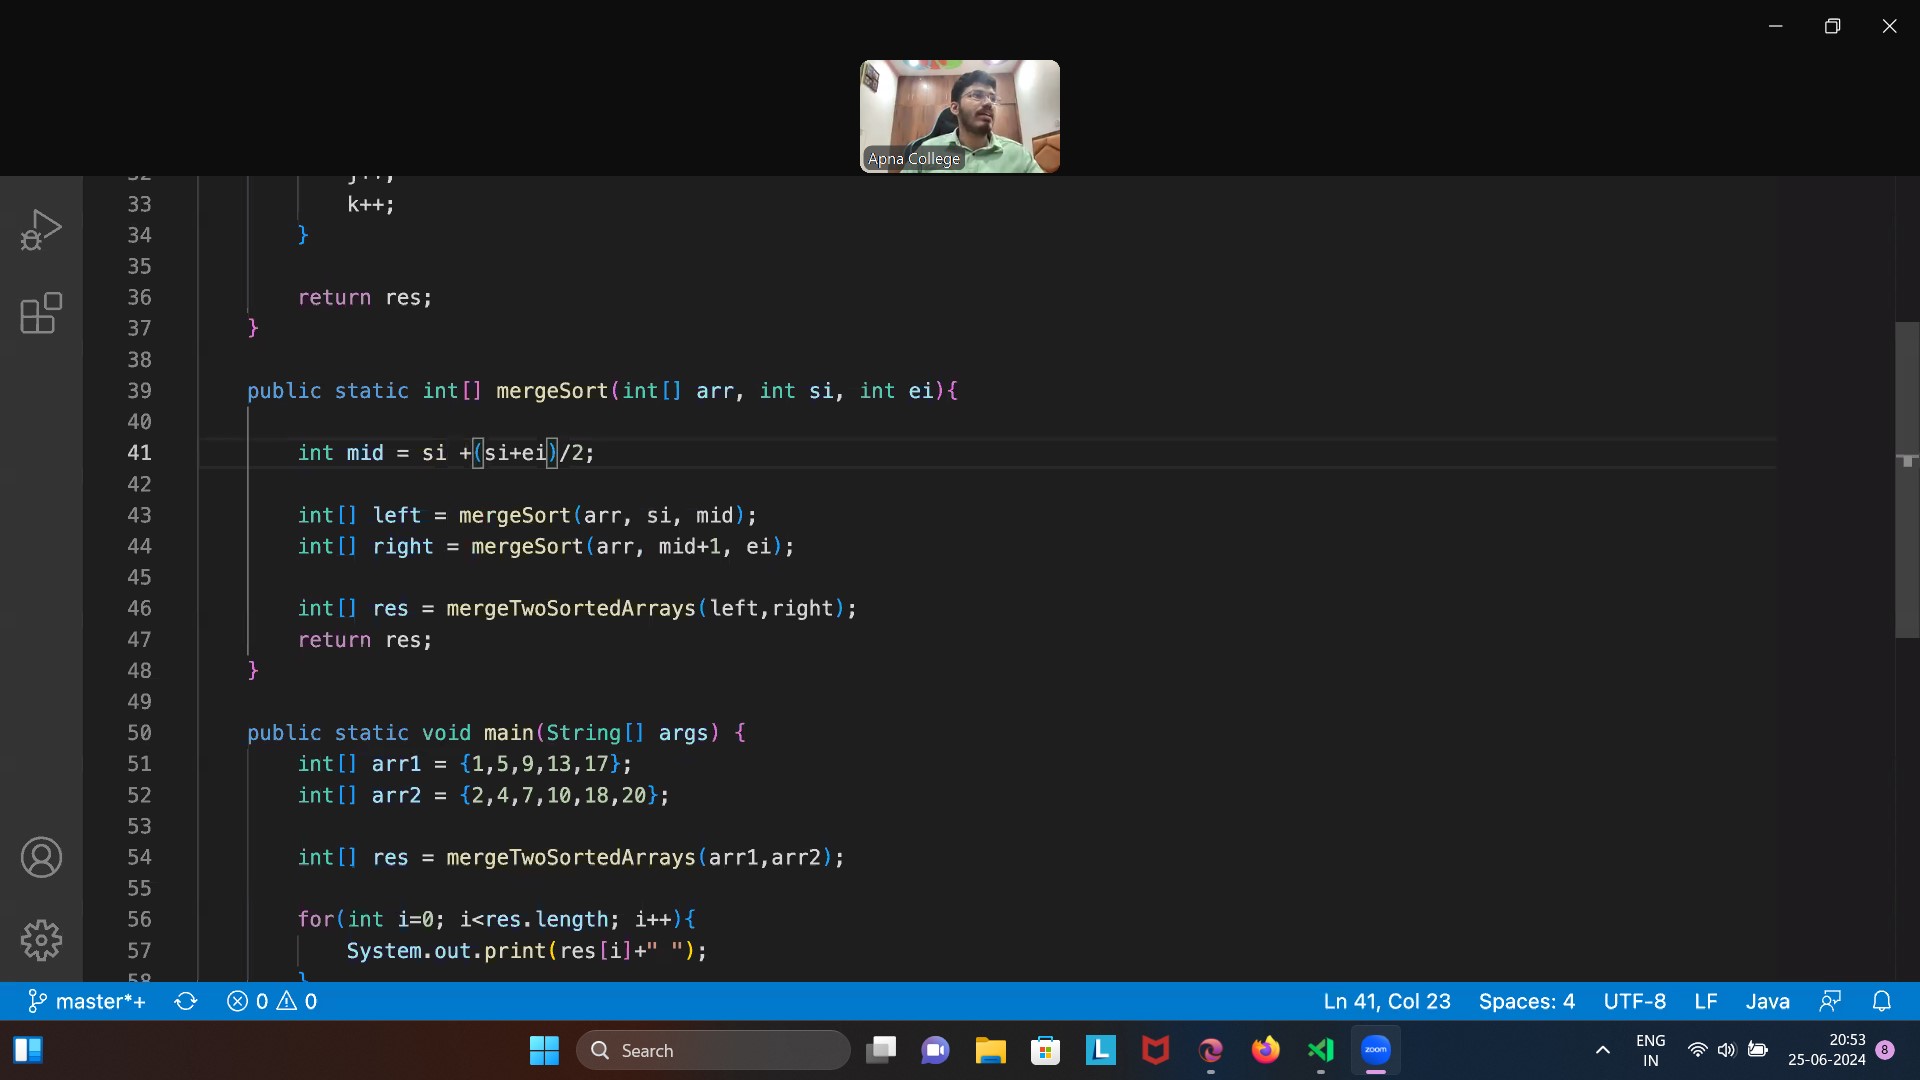 Apna College
32 j++;
33 k++;
34 }
35
36 return res;
37 }
38
39 public static int[] mergeSort(int[] arr, int si, int ei){
40
41 int mid = si +(si+ei)/2;
42
43 int[] left = mergeSort(arr, si, mid);
44 int[] right = mergeSort(arr, mid+1, ei);
45
46 int[] res = mergeTwoSortedArrays(left,right);
47 return res;
48 }
49
50 public static void main(String[] args) {
51 int[] arr1 = {1,5,9,13,17};
52 int[] arr2 = {2,4,7,10,18,20};
53
54 int[] res = mergeTwoSortedArrays(arr1,arr2);
55
56 for(int i=0; i<res.length; i++){
57 System.out.print(res[i]+" ");
58 }
master*+ 0 0 Ln 41, Col 23 Spaces: 4 UTF-8 LF Java
Search L zoom ENG IN 20:53 25-06-2024 8